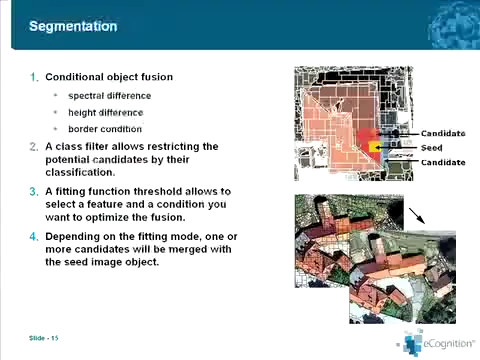 Segmentation
1. Conditional object fusion
• spectral difference
• height difference
• border condition
2. A class filter allows restricting the
potential candidates by their
classification.
3. A fitting function threshold allows to
select a feature and a condition you
want to optimize the fusion.
4. Depending on the fitting mode, one or
more candidates will be merged with
the seed image object.
Candidate
Seed
Candidate
Slide - 15
eCognition